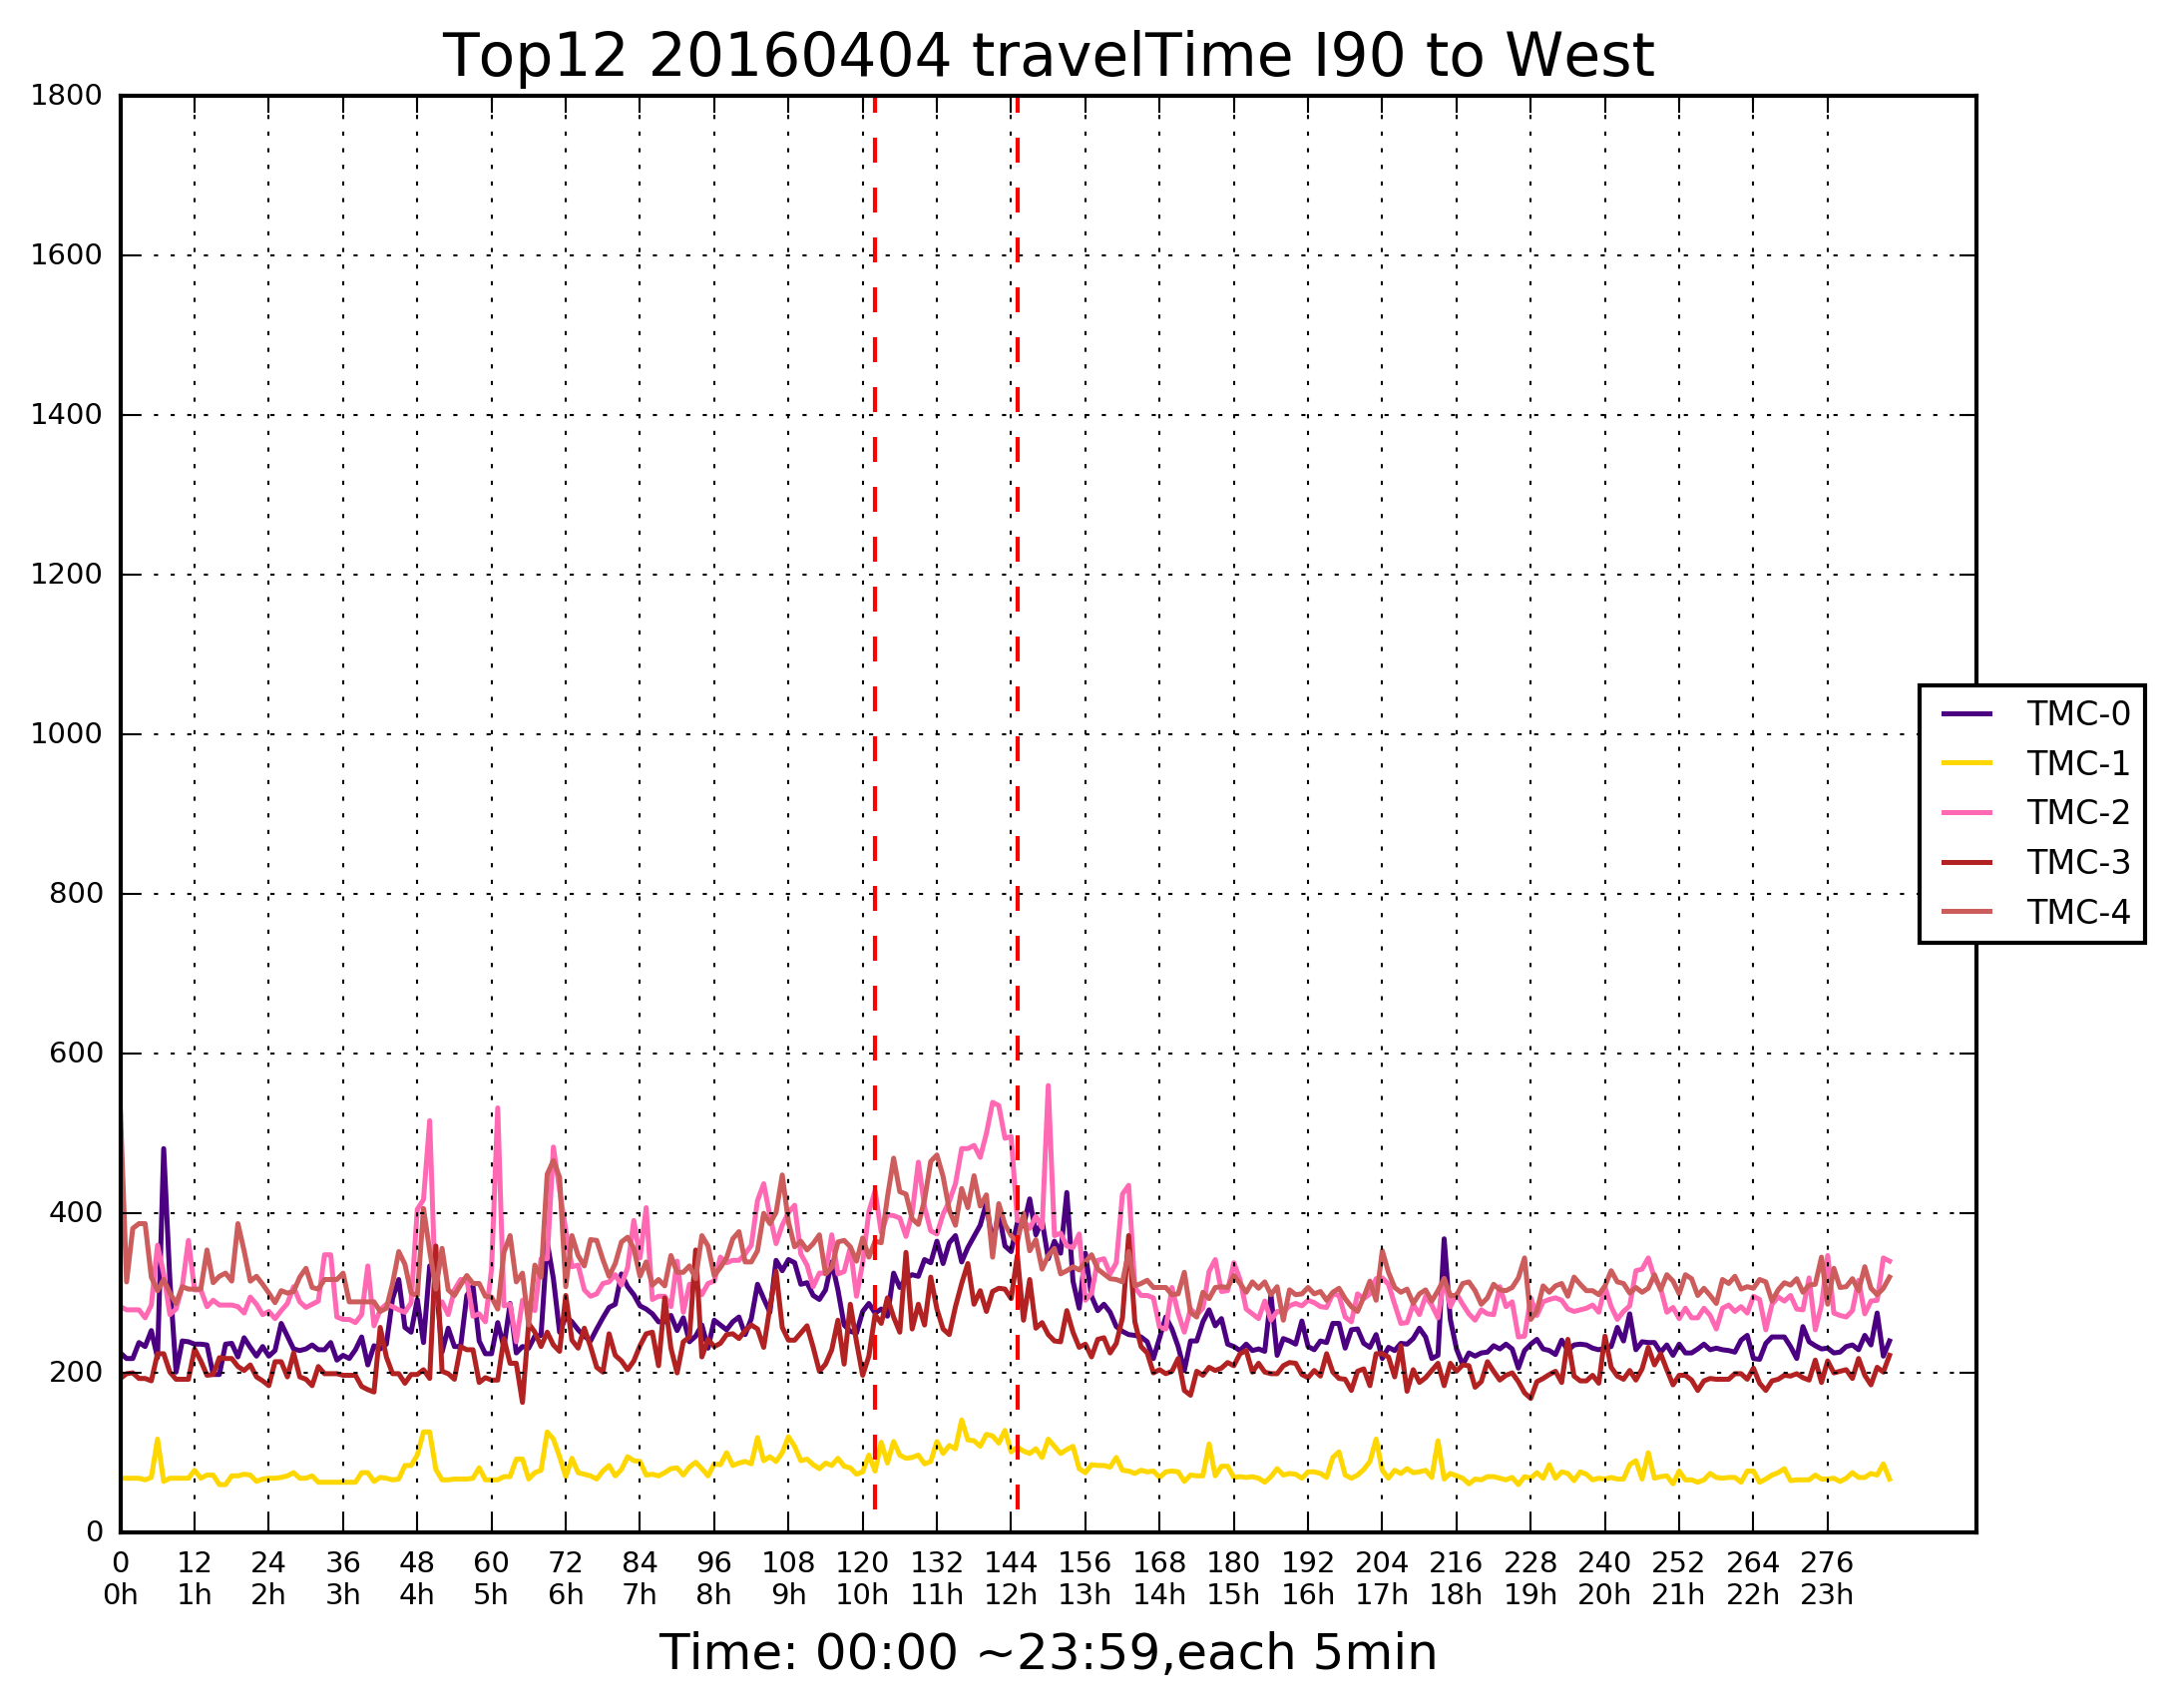 Top12 20160404 travelTime I90 to West
1800
1600
1400
1200
1000
800
600
400
200
0
TMC-0
TMC-1
TMC-2
TMC-3
TMC-4
0 12 24 36 48 60 72 84 96 108 120 132 144 156 168 180 192 204 216 228 240 252 264 276
0h 1h 2h 3h 4h 5h 6h 7h 8h 9h 10h 11h 12h 13h 14h 15h 16h 17h 18h 19h 20h 21h 22h 23h
Time: 00:00 ~23:59,each 5min